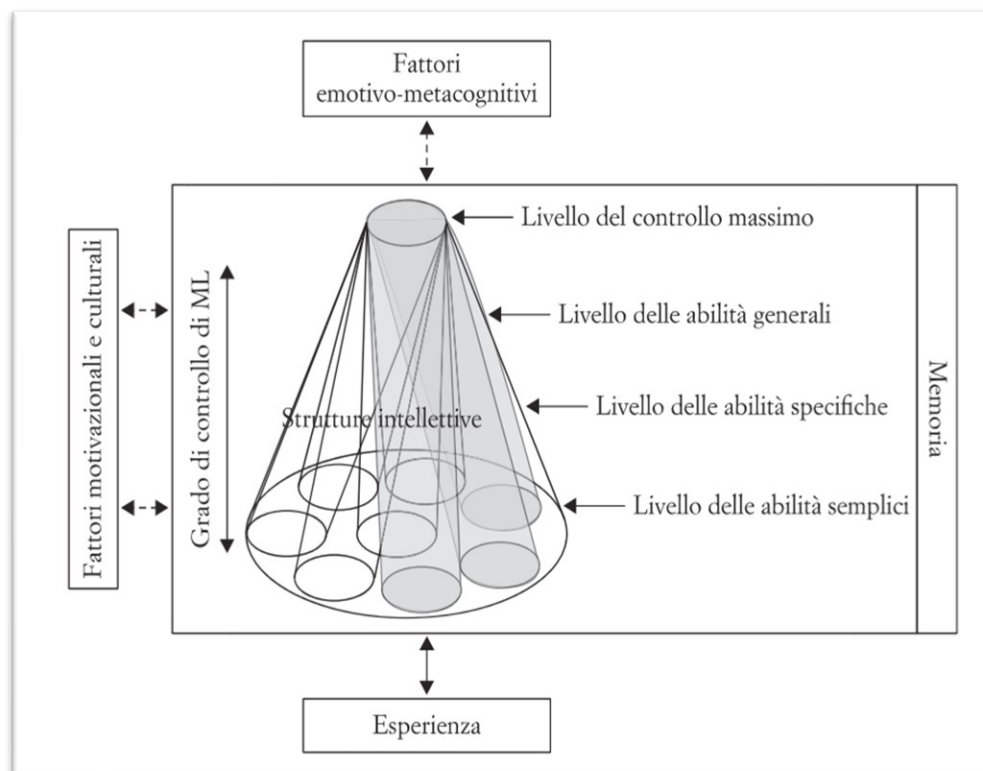 Fattori
emotivo-metacognitivi
Livello del controllo massimo
Livello delle abilità generali
Livello delle abilità specifiche
Livello delle abilità semplici
Strutture intellettive
Grado di controllo di ML
Fattori motivazionali e culturali
Memoria
Esperienza